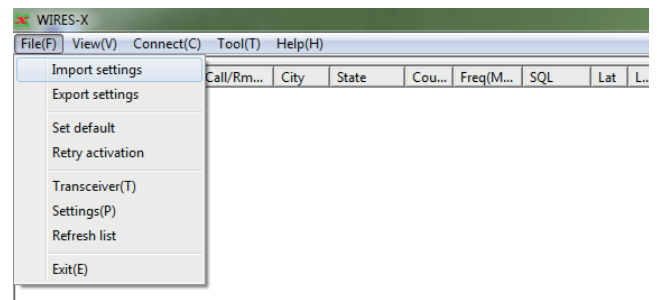 WIRES-X
File(F) View(V) Connect(C) Tool(T) Help(H)
Call/Rm... City State Cou... Freq(M... SQL Lat L...
Import settings
Export settings
Set default
Retry activation
Transceiver(T)
Settings(P)
Refresh list
Exit(E)